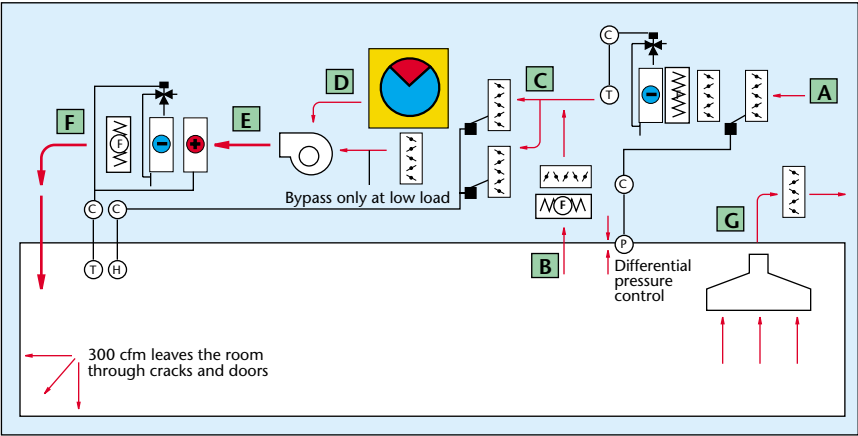 C
T
A
C
D
F
E
F
Bypass only at low load
F
C
G
C
C
B
P
T
H
Differential
pressure
control
300 cfm leaves the room
through cracks and doors